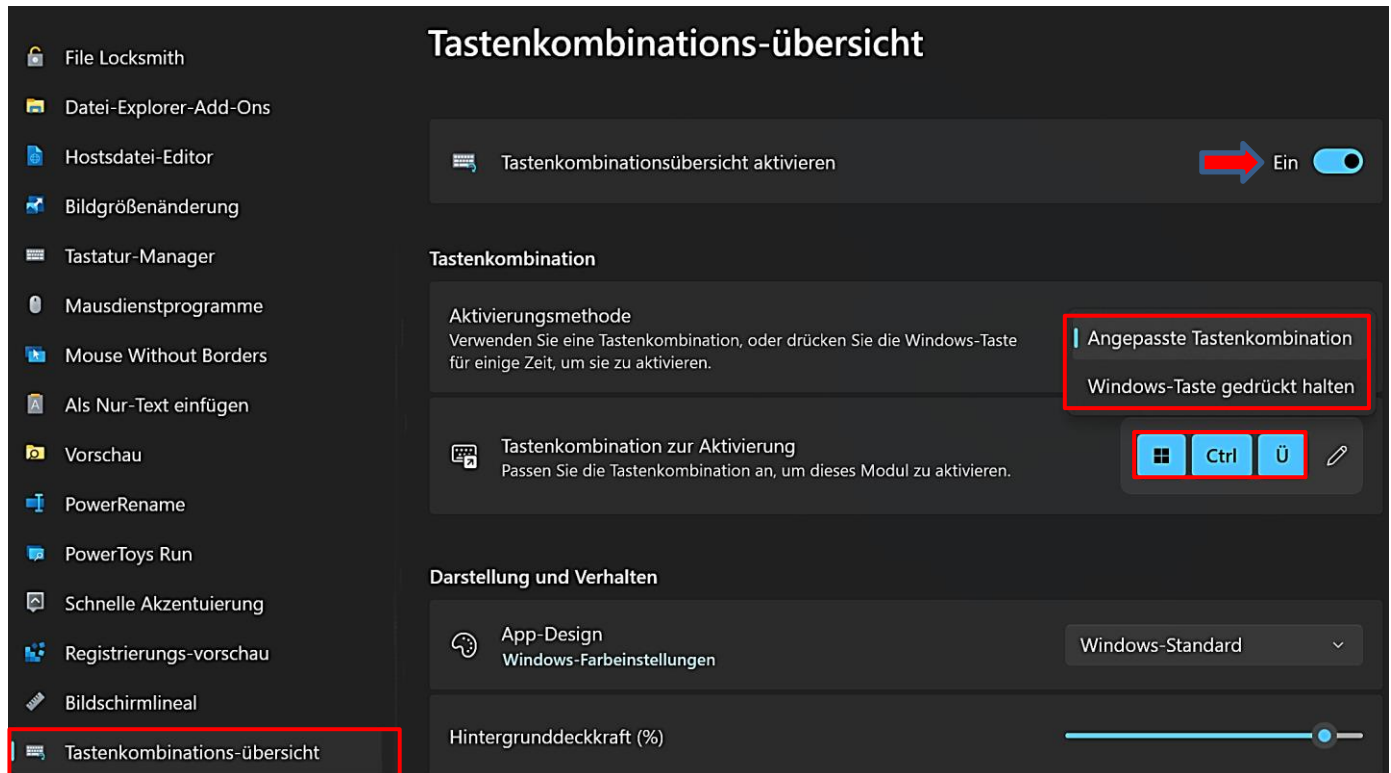 File Locksmith
Datei-Explorer-Add-Ons
Hostsdatei-Editor
Bildgrößenänderung
Tastatur-Manager
Mausdienstprogramme
Mouse Without Borders
Als Nur-Text einfügen
Vorschau
PowerRename
PowerToys Run
Schnelle Akzentuierung
Registrierungs-vorschau
Bildschirmlineal
Tastenkombinations-übersicht
Tastenkombinations-übersicht
Tastenkombinationsübersicht aktivieren
Ein
Tastenkombination
Aktivierungsmethode
Verwenden Sie eine Tastenkombination, oder drücken Sie die Windows-Taste
für einige Zeit, um sie zu aktivieren.
Angepasste Tastenkombination
Windows-Taste gedrückt halten
Tastenkombination zur Aktivierung
Passen Sie die Tastenkombination an, um dieses Modul zu aktivieren.
Ctrl Ü
Darstellung und Verhalten
App-Design
Windows-Farbeinstellungen
Windows-Standard
Hintergrunddeckkraft (%)